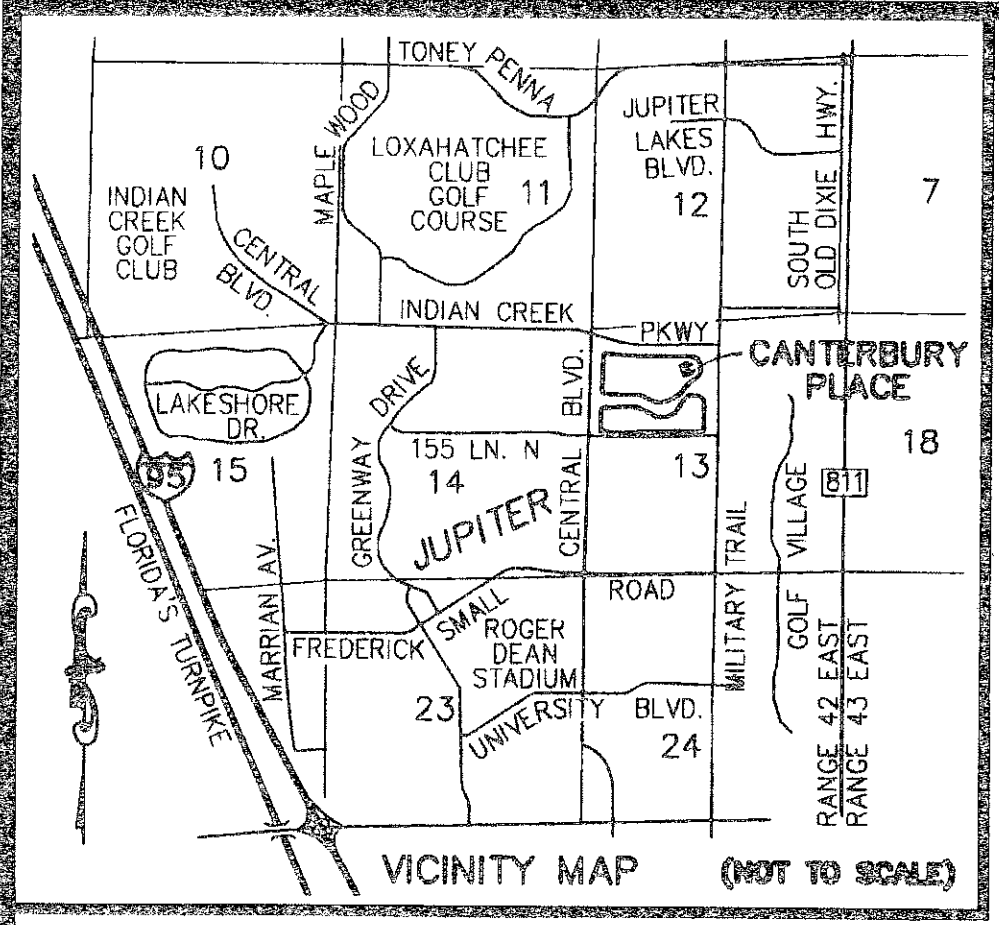 TONEY PENNA
MAPLE WOOD
LOXAHATCHEE
CLUB
GOLF
COURSE
11
JUPITER
LAKES
BLVD.
12
SOUTH
OLD DIXIE HWY.
7
10
INDIAN
CREEK
GOLF
CLUB
CENTRAL
BLVD.
INDIAN CREEK
PKWY
CANTERBURY
PLACE
LAKESHORE
DR.
GREENWAY DRIVE
CENTRAL BLVD.
155 LN. N
14
13
18
95
15
811
JUPITER
FLORIDA'S TURNPIKE
MARRIAN AV.
MILITARY TRAIL
GOLF VILLAGE
FREDERICK SMALL ROAD
ROGER
DEAN
STADIUM
23
UNIVERSITY BLVD.
24
RANGE 42 EAST
RANGE 43 EAST
VICINITY MAP (NOT TO SCALE)